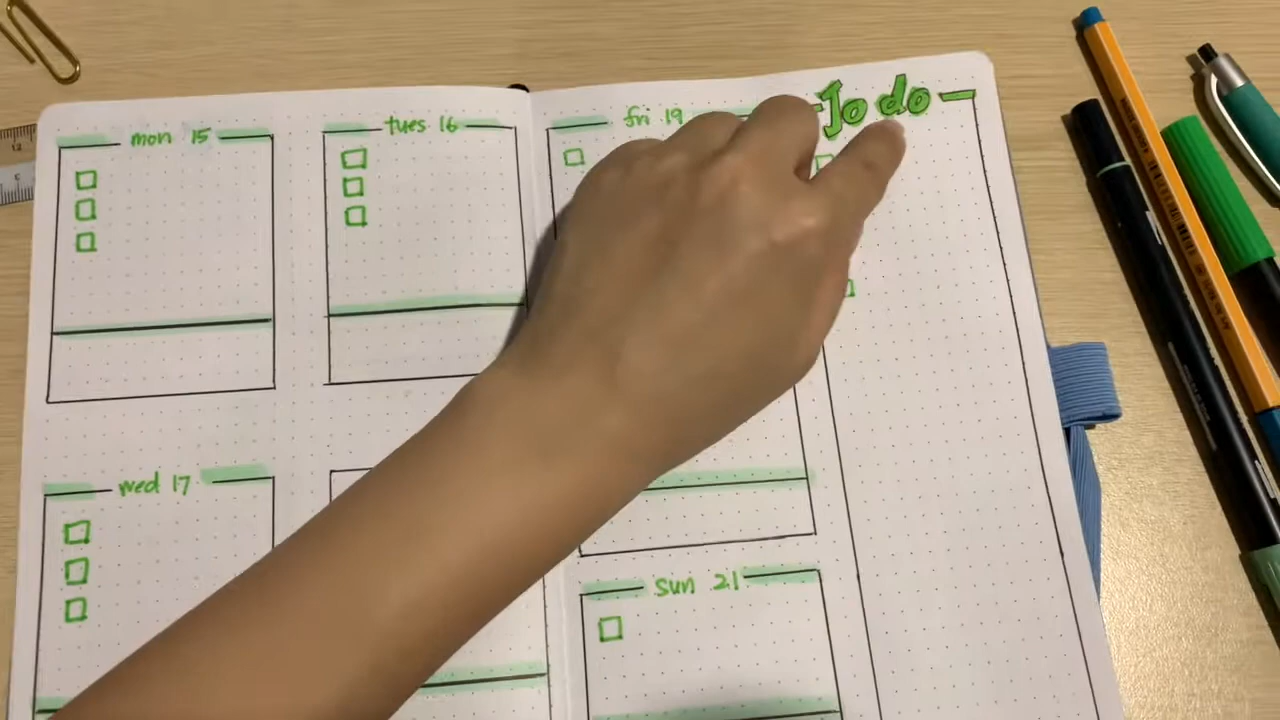 mon 15
tues 16
fri 19
To do
wed 17
sun 21